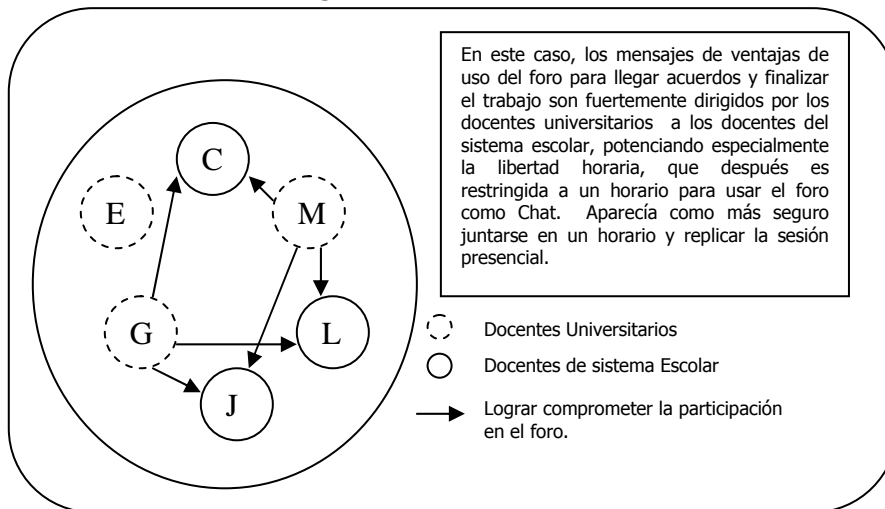 En este caso, los mensajes de ventajas de
uso del foro para llegar acuerdos y finalizar
el trabajo son fuertemente dirigidos por los
docentes universitarios a los docentes del
sistema escolar, potenciando especialmente
la libertad horaria, que después es
restringida a un horario para usar el foro
como Chat. Aparecía como más seguro
juntarse en un horario y replicar la sesión
presencial.
C
E
M
G
L
J
Docentes Universitarios
Docentes de sistema Escolar
Lograr comprometer la participación
en el foro.